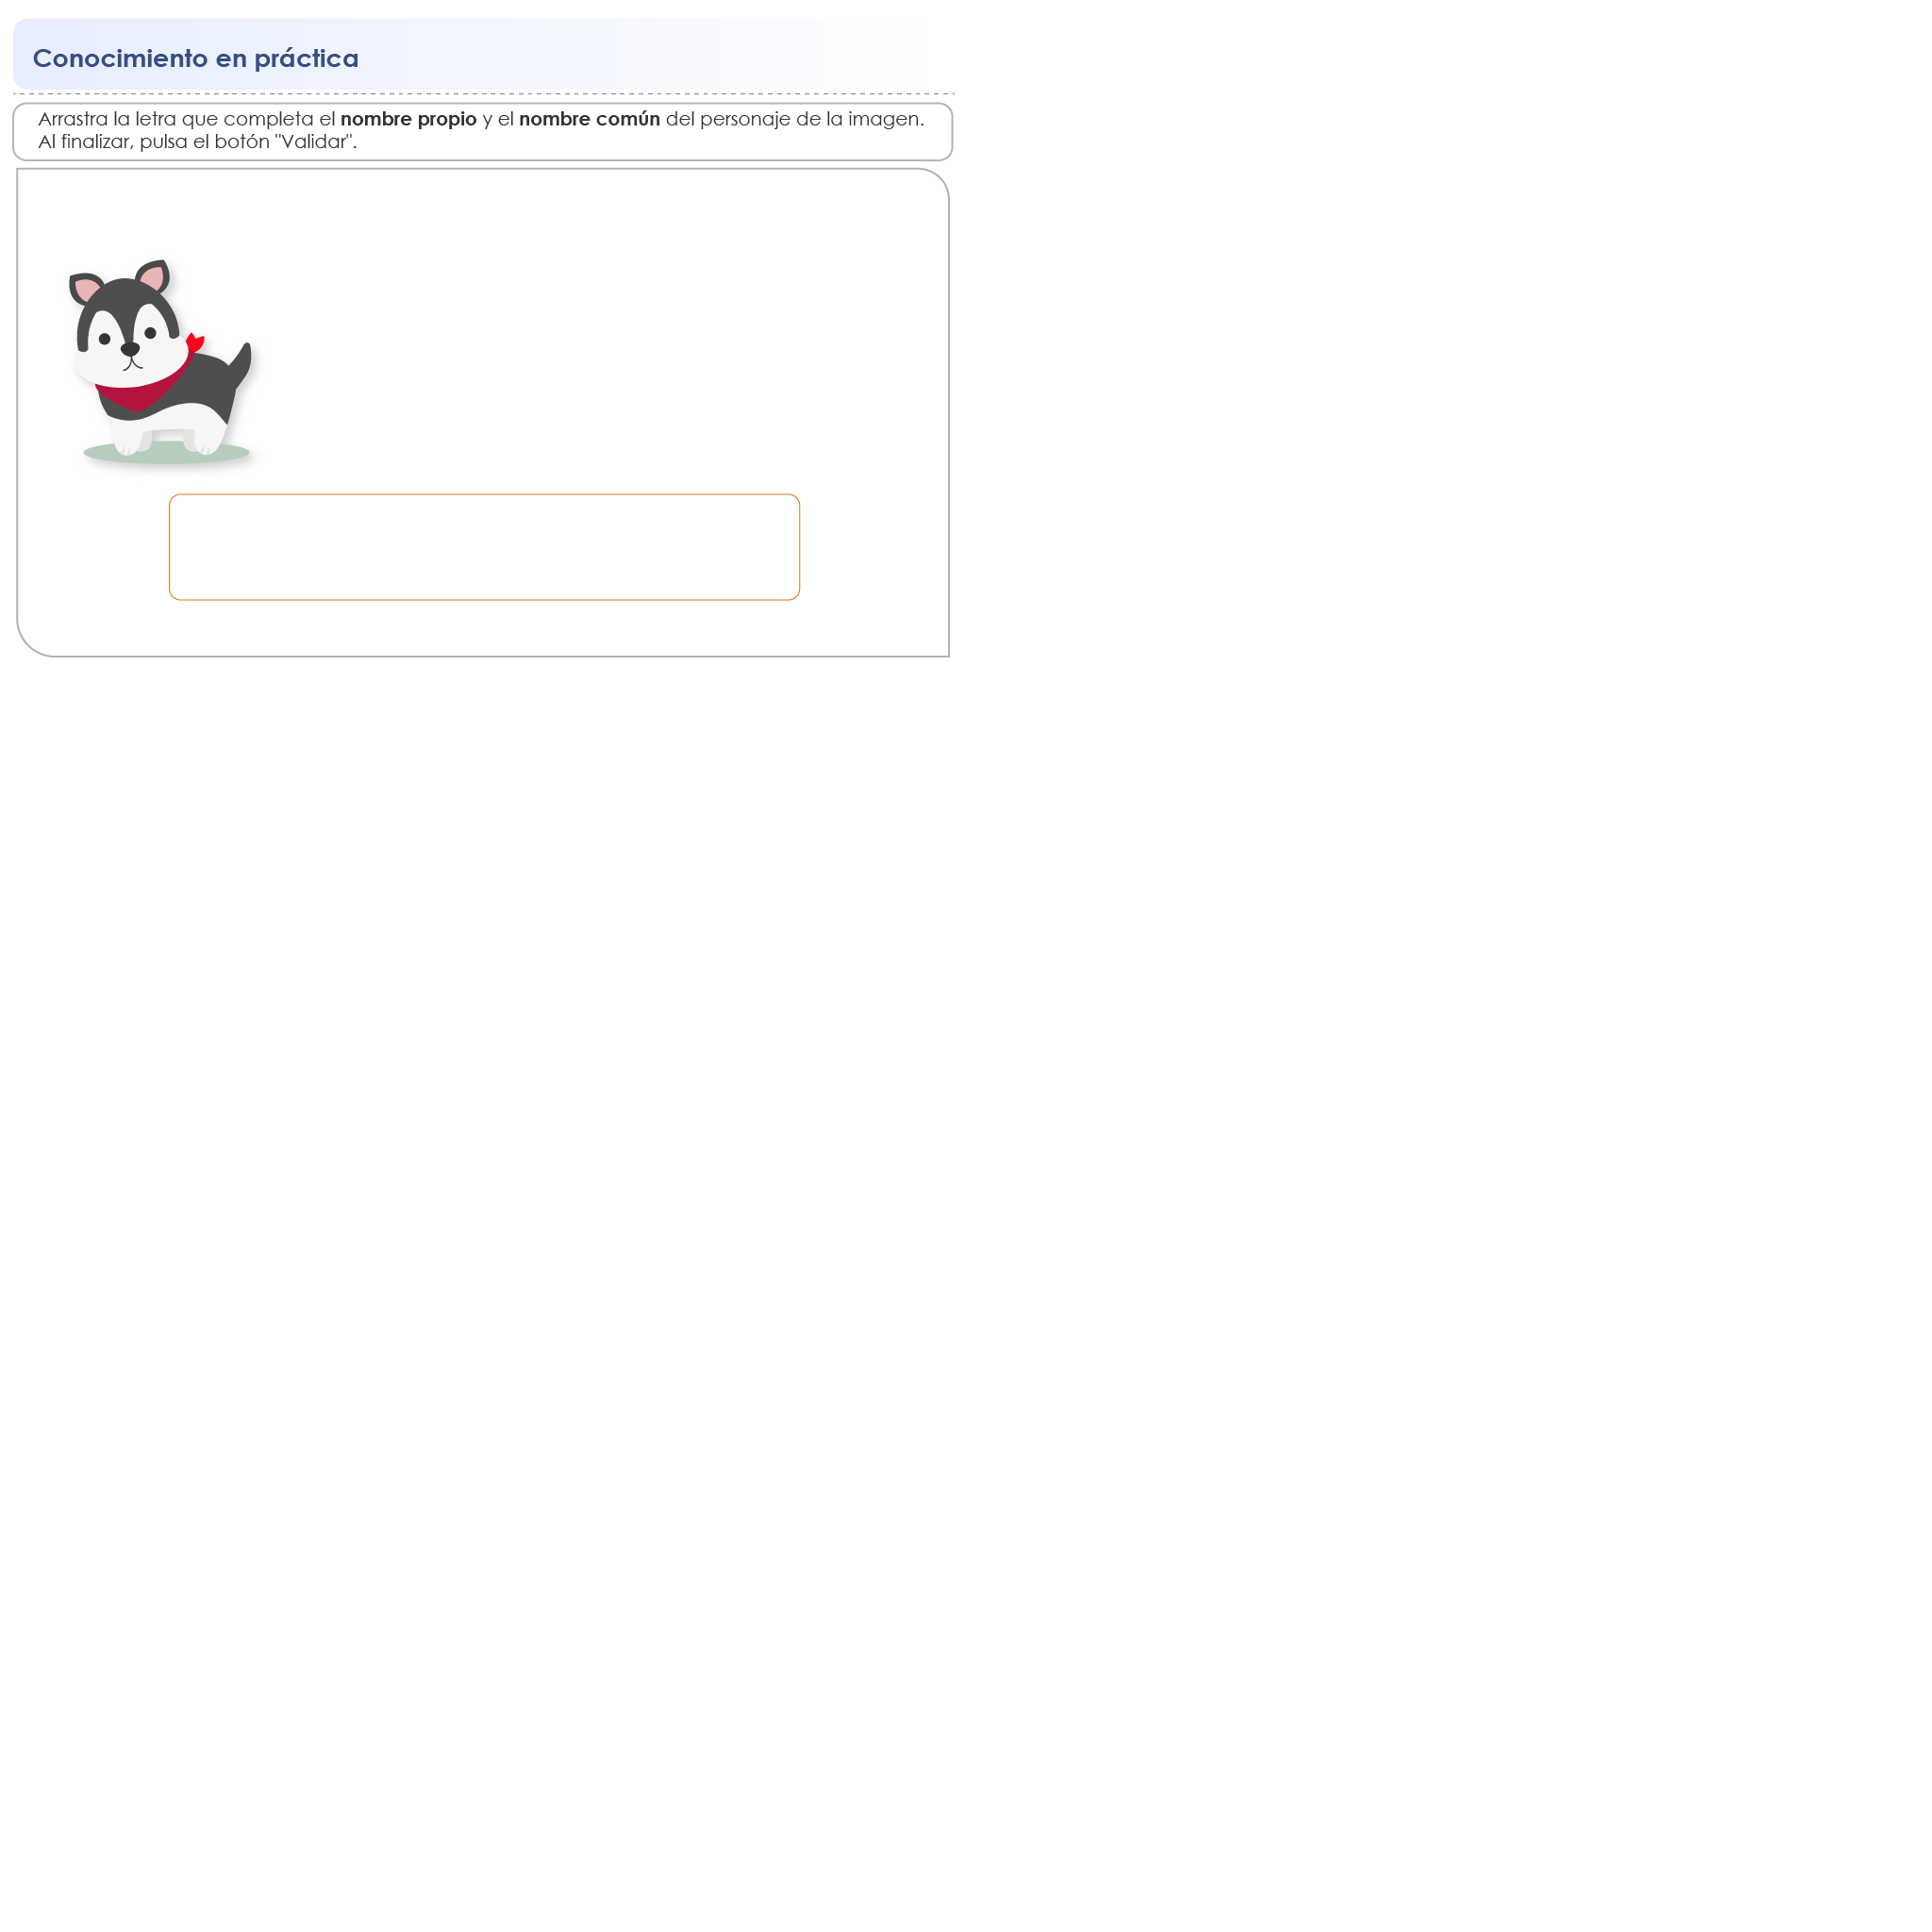 Conocimiento en práctica
Arrastra la letra que completa el nombre propio y el nombre común del personaje de la imagen.
Al finalizar, pulsa el botón "Validar".